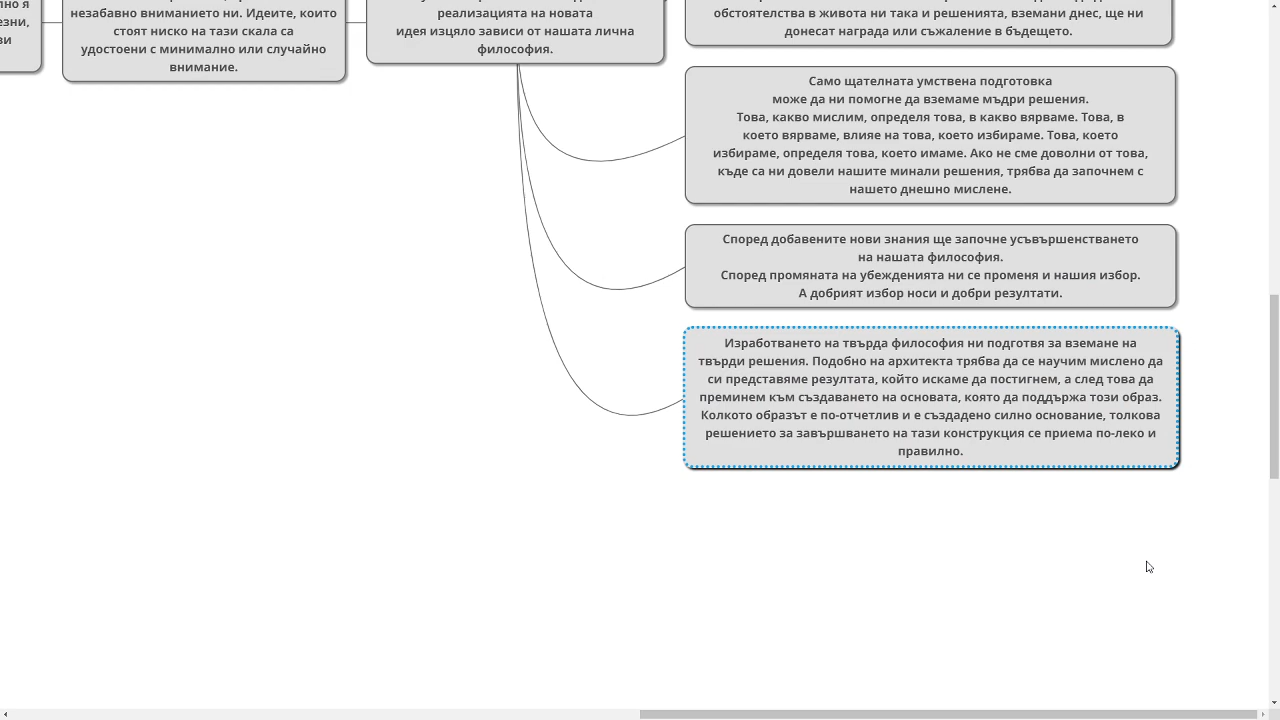 но я
езни,
ви
незабавно вниманието ни. Идеите, които
стоят ниско на тази скала са
удостоени с минимално или случайно
внимание.
реализацията на новата
идея изцяло зависи от нашата лична
философия.
обстоятелства в живота ни така и решенията, вземани днес, ще ни
донесат награда или съжаление в бъдещето.
Само щателната умствена подготовка
може да ни помогне да вземаме мъдри решения.
Това, какво мислим, определя това, в какво вярваме. Това, в
което вярваме, влияе на това, което избираме. Това, което
избираме, определя това, което имаме. Ако не сме доволни от това,
къде са ни довели нашите минали решения, трябва да започнем с
нашето днешно мислене.
Според добавените нови знания ще започне усъвършенстването
на нашата философия.
Според промяната на убежденията ни се променя и нашия избор.
А добрият избор носи и добри резултати.
Изработването на твърда философия ни подготвя за вземане на
твърди решения. Подобно на архитекта трябва да се научим мислено да
си представяме резултата, който искаме да постигнем, а след това да
преминем към създаването на основата, която да поддържа този образ.
Колкото образът е по-отчетлив и е създадено силно основание, толкова
решението за завършването на тази конструкция се приема по-леко и
правилно.